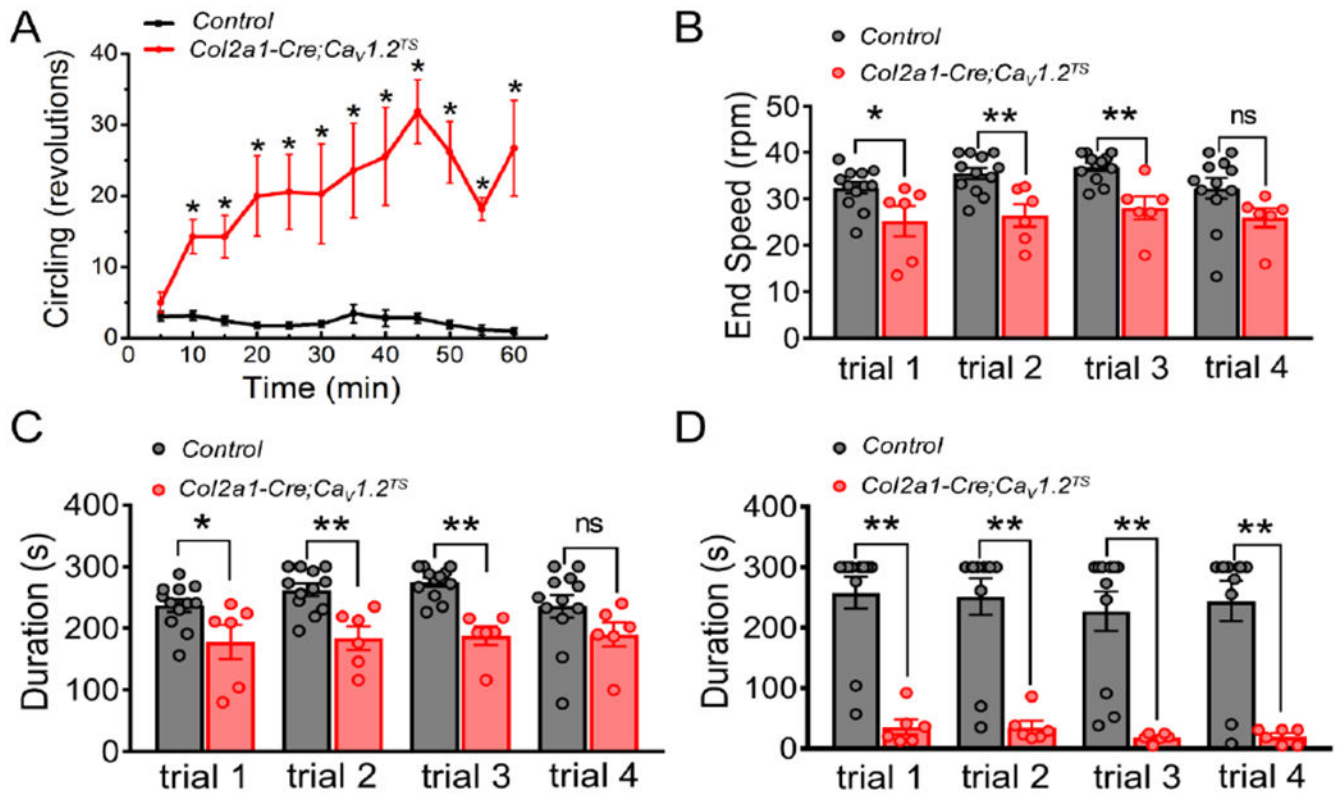 A
Control
Col2a1-Cre;CaV1.2TS
Circling (revolutions)
40
30
20
10
0
* * * * * * * * * * *
0 10 20 30 40 50 60
Time (min)
B
Control
Col2a1-Cre;CaV1.2TS
End Speed (rpm)
50
40
30
20
10
0
* ** ** ns
trial 1 trial 2 trial 3 trial 4
C
Control
Col2a1-Cre;CaV1.2TS
Duration (s)
400
300
200
100
0
* ** ** ns
trial 1 trial 2 trial 3 trial 4
D
Control
Col2a1-Cre;CaV1.2TS
Duration (s)
400
300
200
100
0
** ** ** **
trial 1 trial 2 trial 3 trial 4